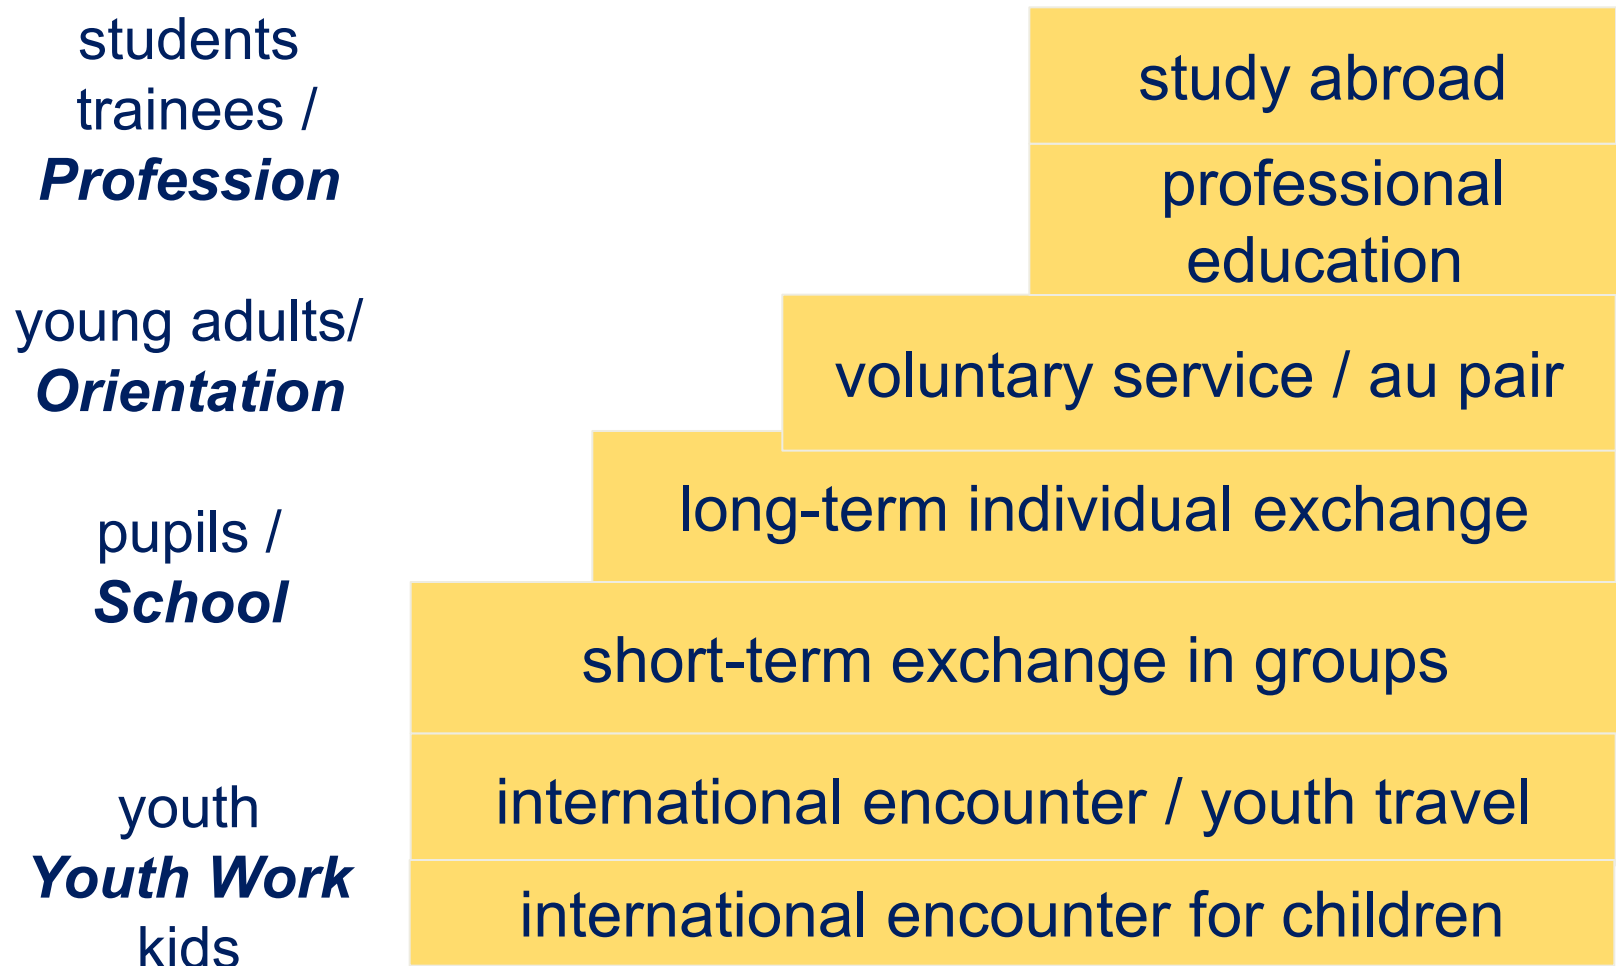 students
trainees /
Profession
young adults/
Orientation
pupils /
School
youth
Youth Work
kids
study abroad
professional
education
voluntary service / au pair
long-term individual exchange
short-term exchange in groups
international encounter / youth travel
international encounter for children